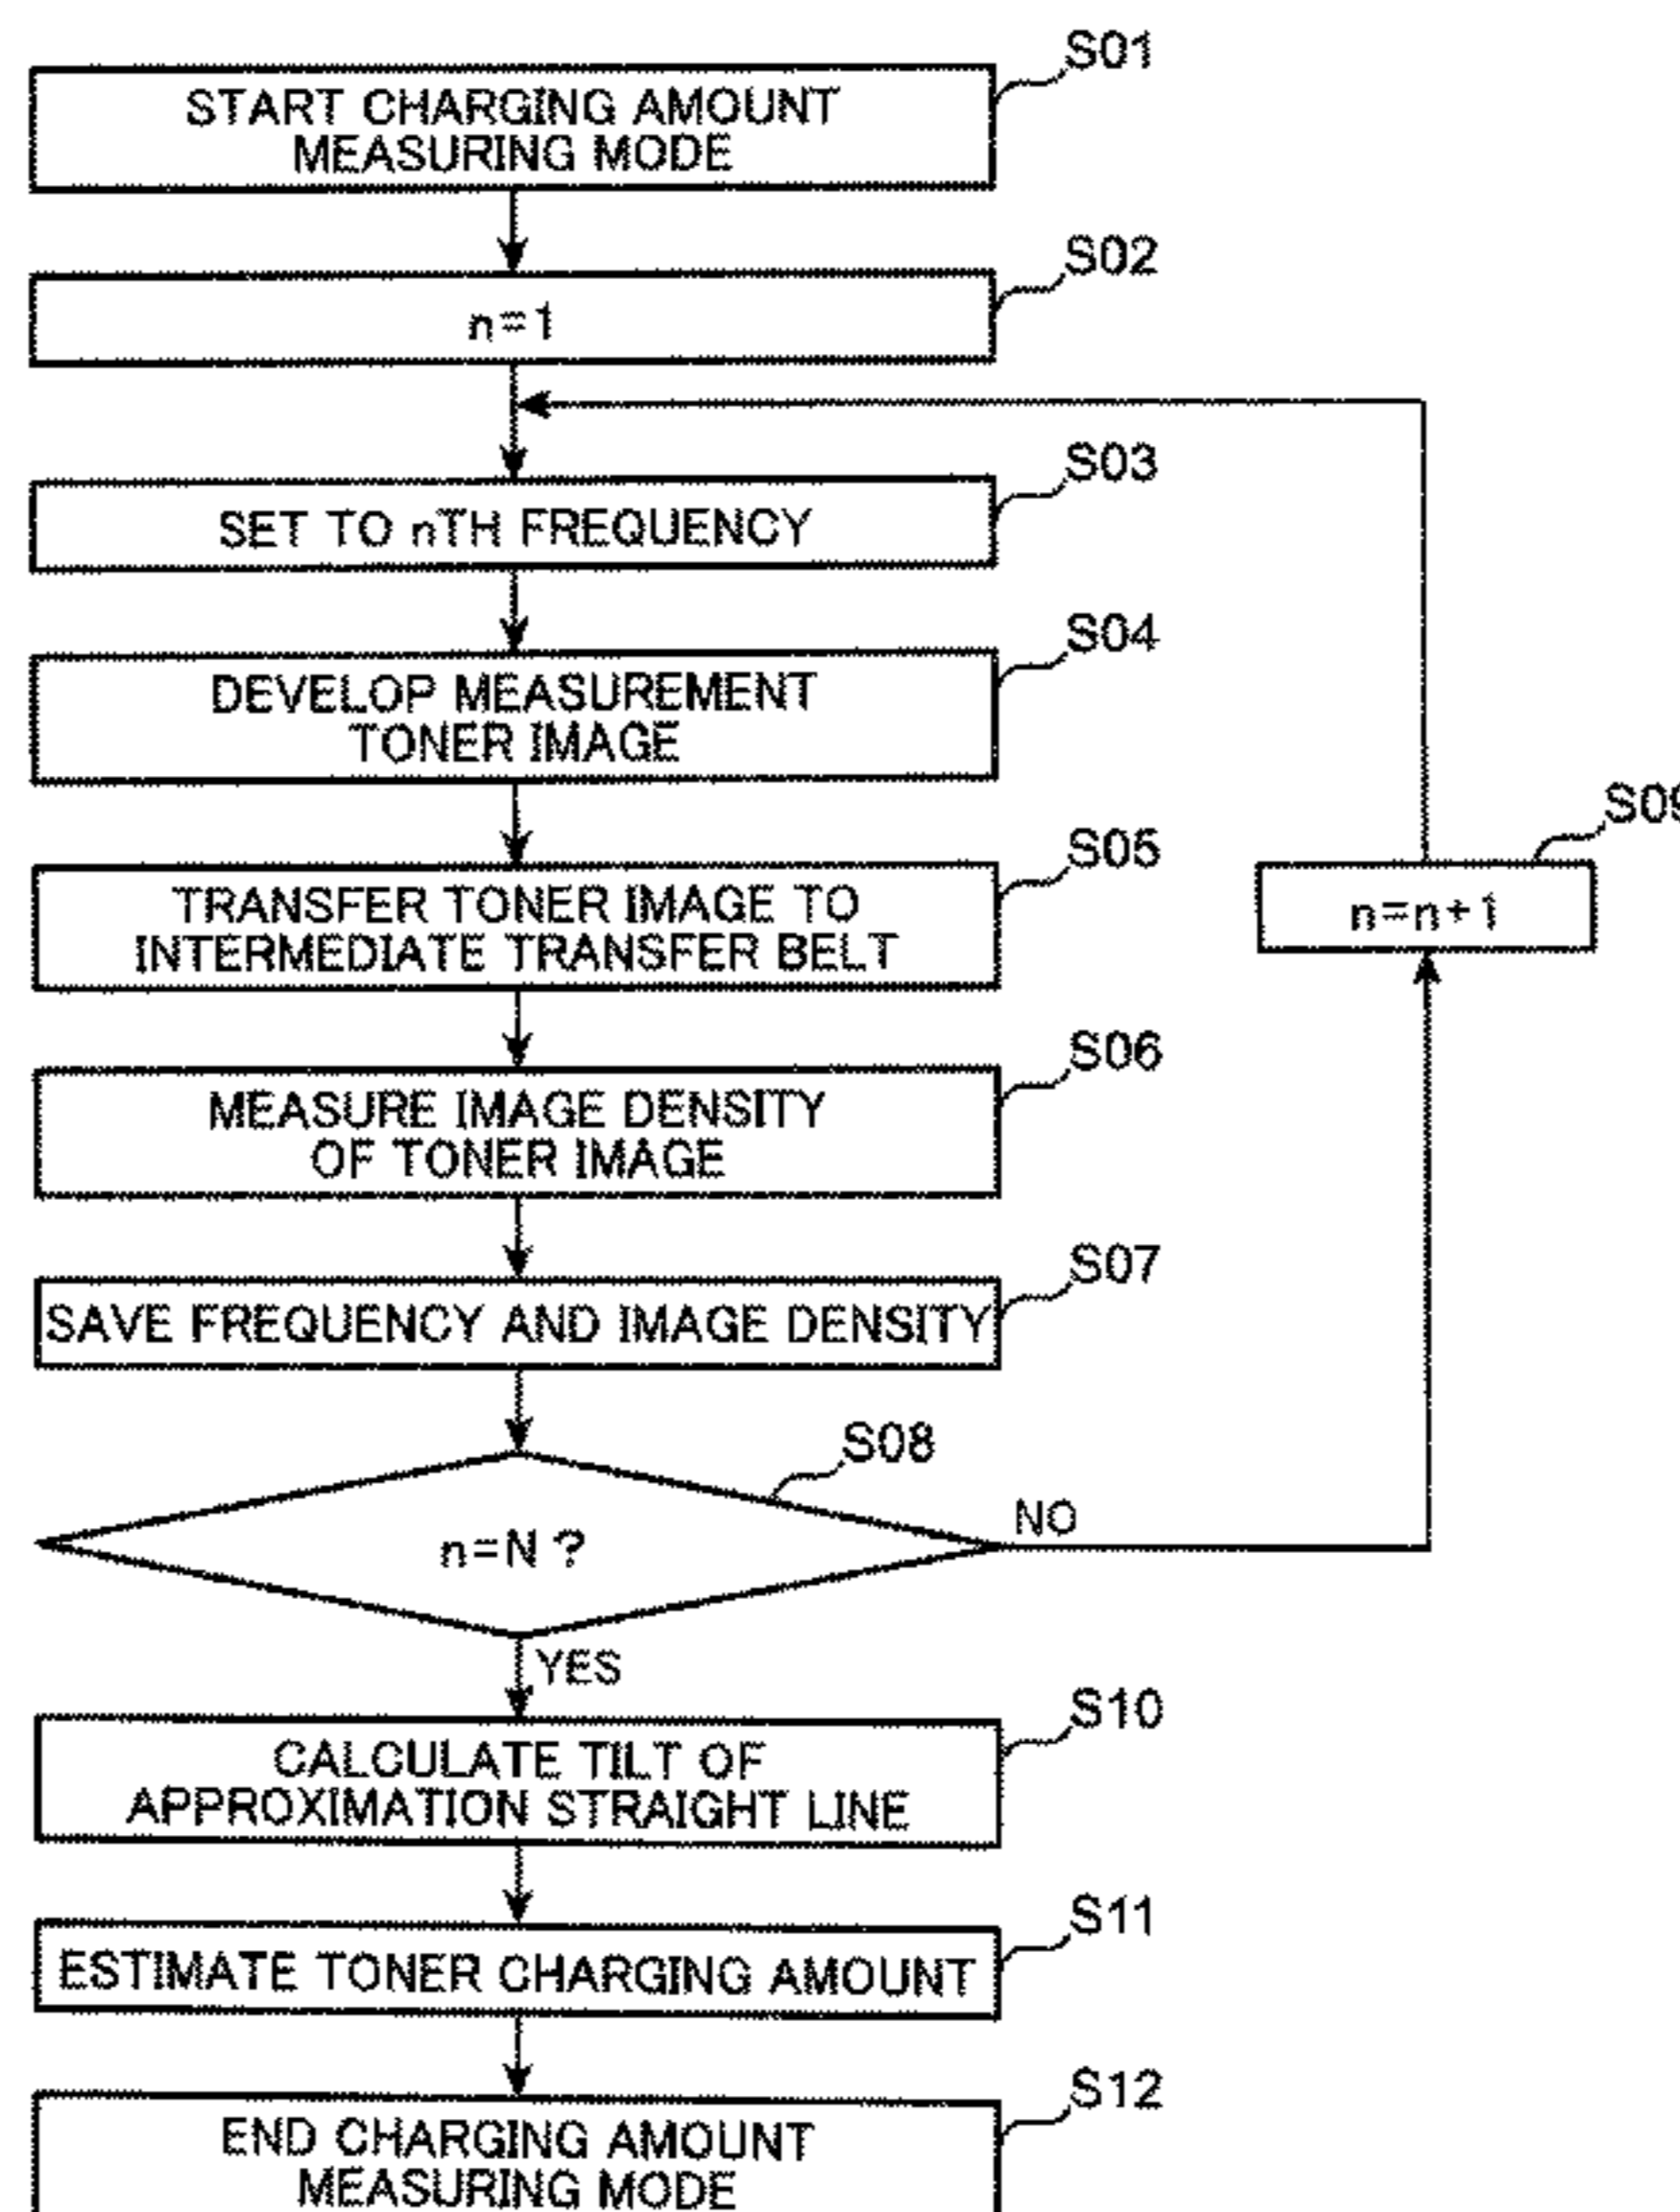 S01
START CHARGING AMOUNT
MEASURING MODE
S02
n=1
S03
SET TO nTH FREQUENCY
S04
DEVELOP MEASUREMENT
TONER IMAGE
S05
TRANSFER TONER IMAGE TO
INTERMEDIATE TRANSFER BELT
S09
n=n+1
S06
MEASURE IMAGE DENSITY
OF TONER IMAGE
S07
SAVE FREQUENCY AND IMAGE DENSITY
S08
n=N ?
NO
YES
S10
CALCULATE TILT OF
APPROXIMATION STRAIGHT LINE
S11
ESTIMATE TONER CHARGING AMOUNT
S12
END CHARGING AMOUNT
MEASURING MODE